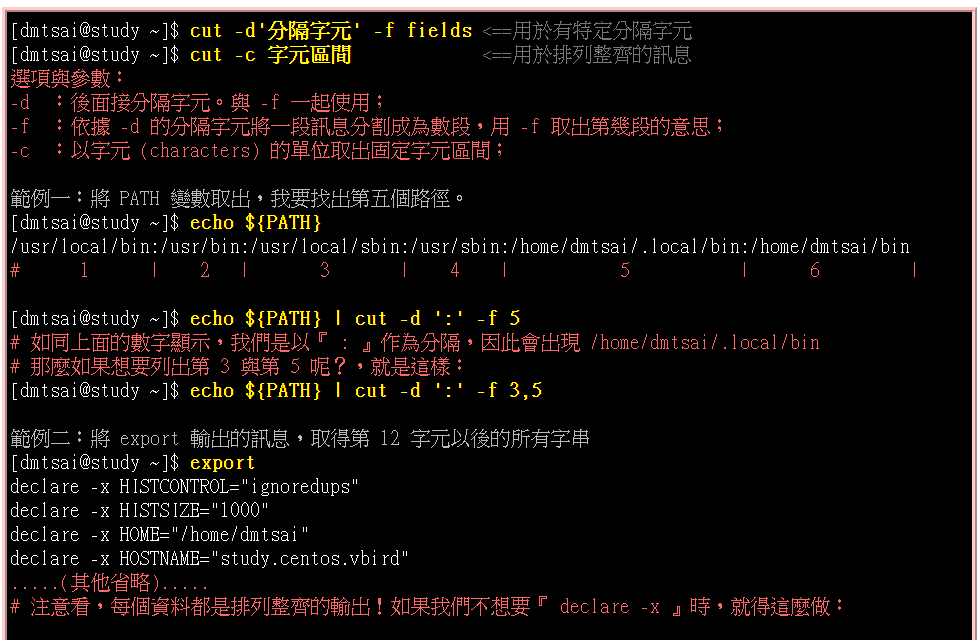 [dmtsai@study ~]$ cut -d'分隔字元' -f fields <==用於有特定分隔字元
[dmtsai@study ~]$ cut -c 字元區間 <==用於排列整齊的訊息
選項與參數：
-d ：後面接分隔字元。與 -f 一起使用；
-f ：依據 -d 的分隔字元將一段訊息分割成為數段，用 -f 取出第幾段的意思；
-c ：以字元 (characters) 的單位取出固定字元區間；
範例一：將 PATH 變數取出，我要找出第五個路徑。
[dmtsai@study ~]$ echo ${PATH}
/usr/local/bin:/usr/bin:/usr/local/sbin:/usr/sbin:/home/dmtsai/.local/bin:/home/dmtsai/bin
# 1 | 2 | 3 | 4 | 5 | 6 |
[dmtsai@study ~]$ echo ${PATH} | cut -d ':' -f 5
# 如同上面的數字顯示，我們是以『 : 』作為分隔，因此會出現 /home/dmtsai/.local/bin
# 那麼如果想要列出第 3 與第 5 呢？，就是這樣：
[dmtsai@study ~]$ echo ${PATH} | cut -d ':' -f 3,5
範例二：將 export 輸出的訊息，取得第 12 字元以後的所有字串
[dmtsai@study ~]$ export
declare -x HISTCONTROL="ignoredups"
declare -x HISTSIZE="1000"
declare -x HOME="/home/dmtsai"
declare -x HOSTNAME="study.centos.vbird"
.....(其他省略).....
# 注意看，每個資料都是排列整齊的輸出！如果我們不想要『 declare -x 』時，就得這麼做：